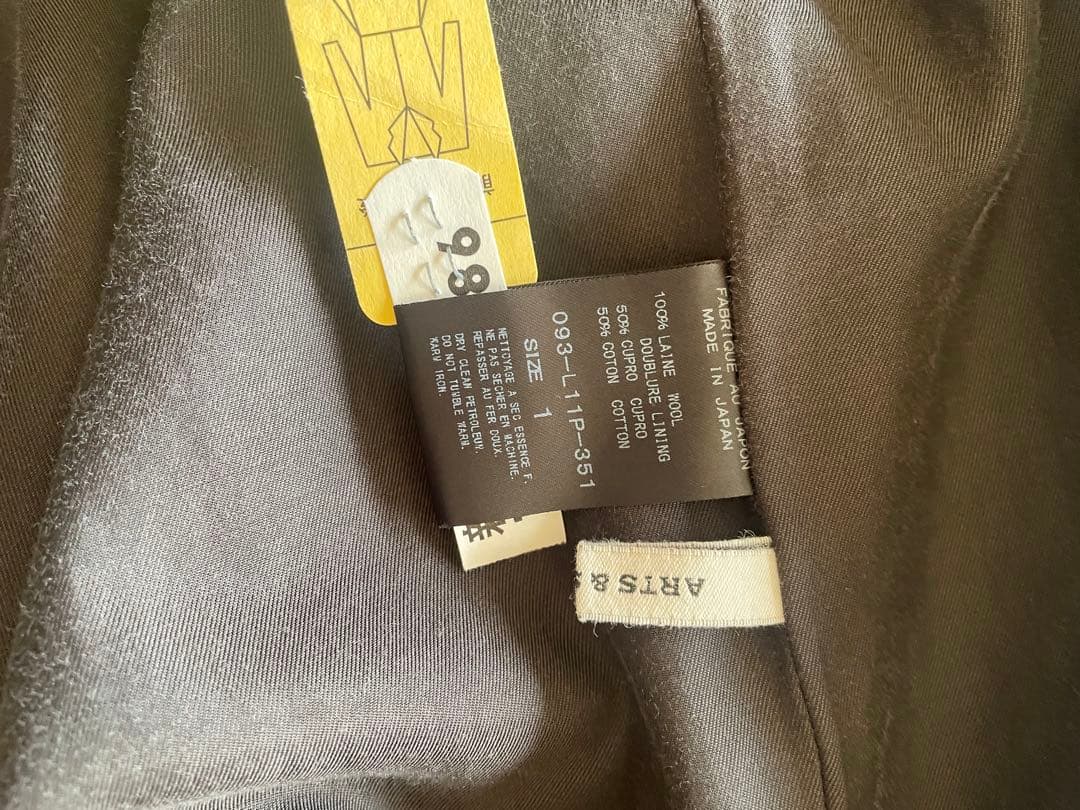 FABRIQUE AU JAPON
MADE IN JAPAN
100% LAINE WOOL
DOUBLURE LINING
50% CUPRO CUPRO
50% COTON COTTON
093-L11P-351
SIZE 1
NETTOYAGE A SEC ESSENCE F.
NE PAS SECHER EN MACHINE.
REPASSER AU FER DOUX.
DRY CLEAN PETROLEUM.
DO NOT TUMBLE WARM.
WARM IRON.
ARTS &
98